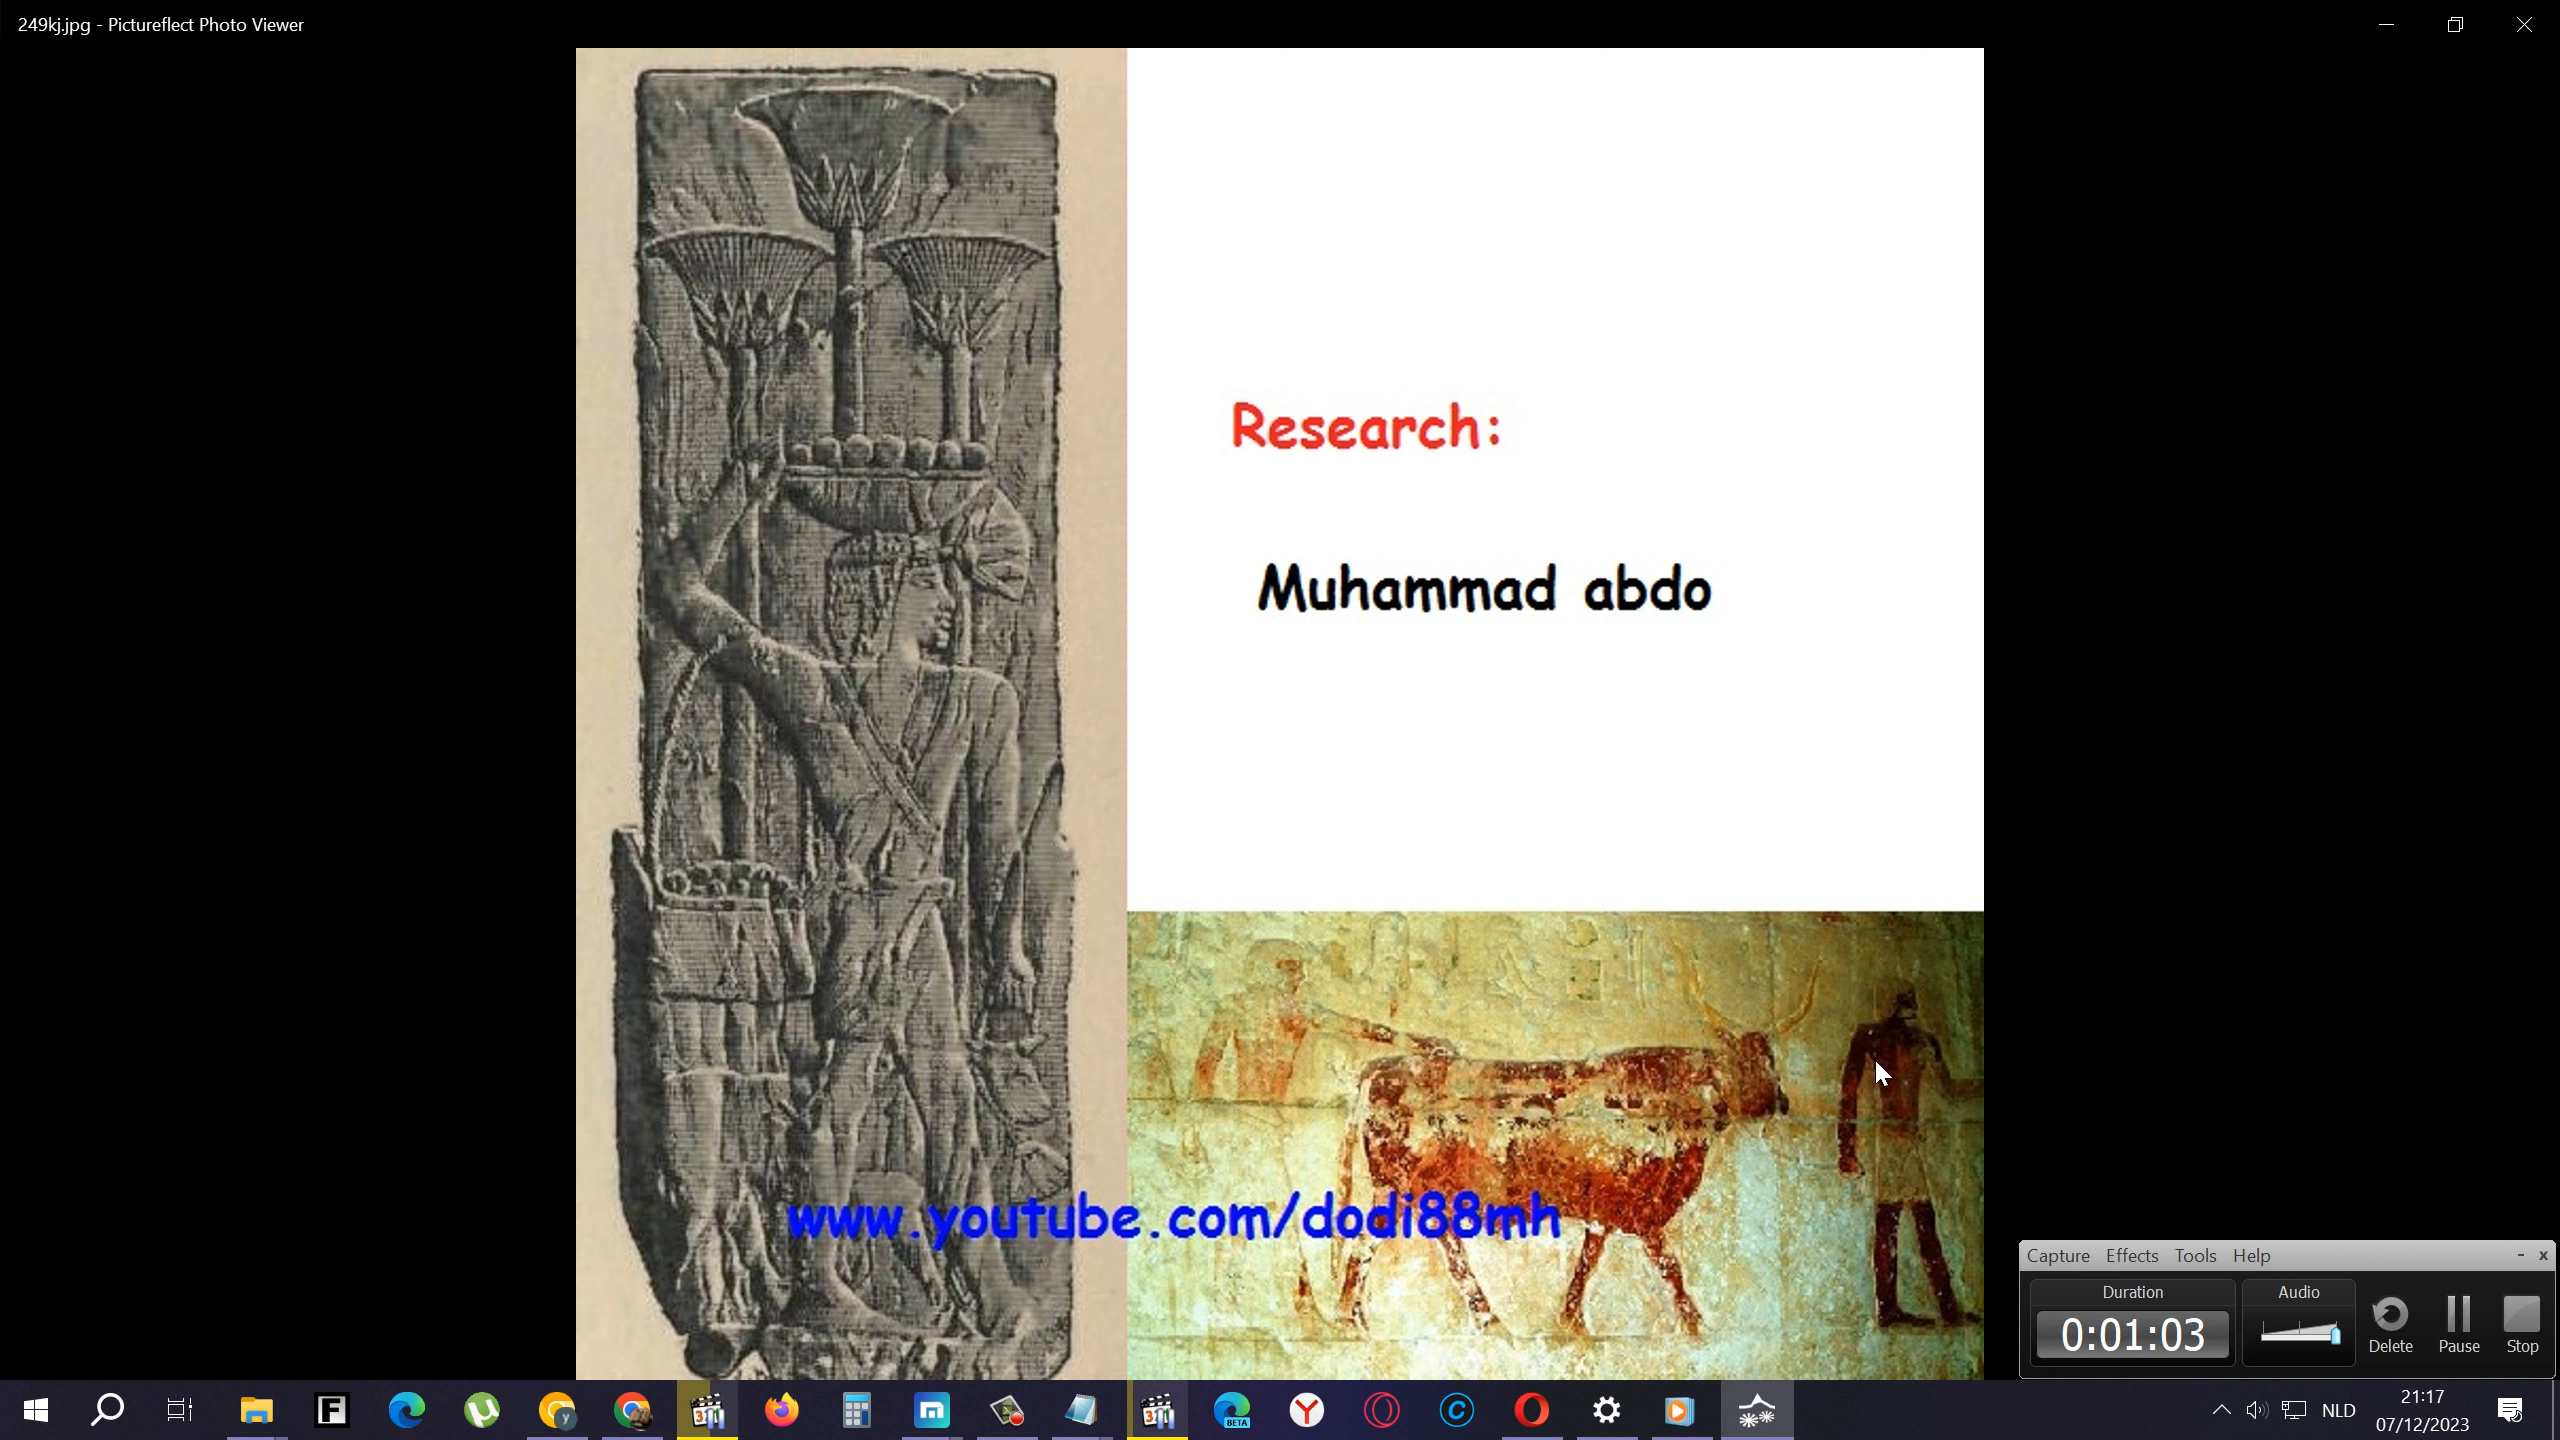 249kj.jpg - Pictureflect Photo Viewer
Research:
Muhammad abdo
www.youtube.com/dodi88mh
Capture Effects Tools Help
Duration
Audio
0:01:03
Delete
Pause
Stop
BETA
NLD
21:17
07/12/2023